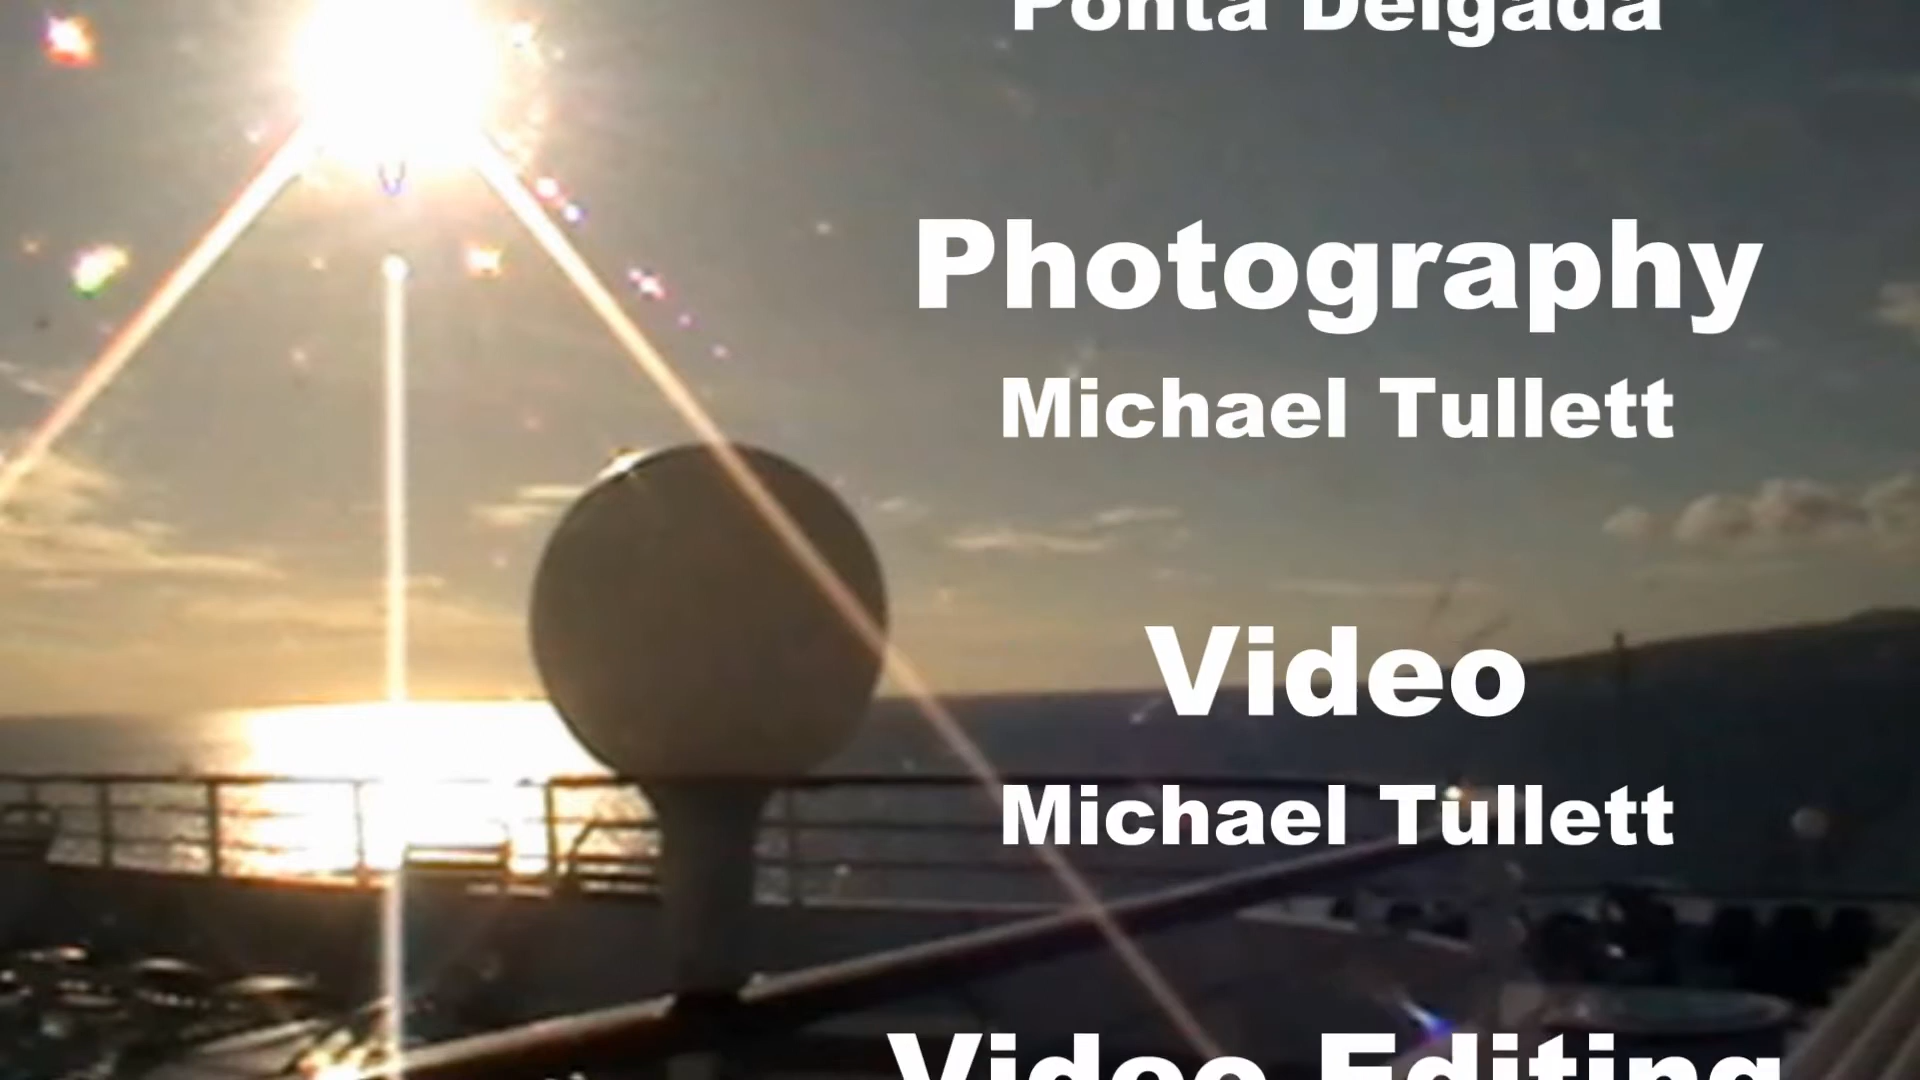 Ponta Delgada
Photography
Michael Tullett
Video
Michael Tullett
Video Editing